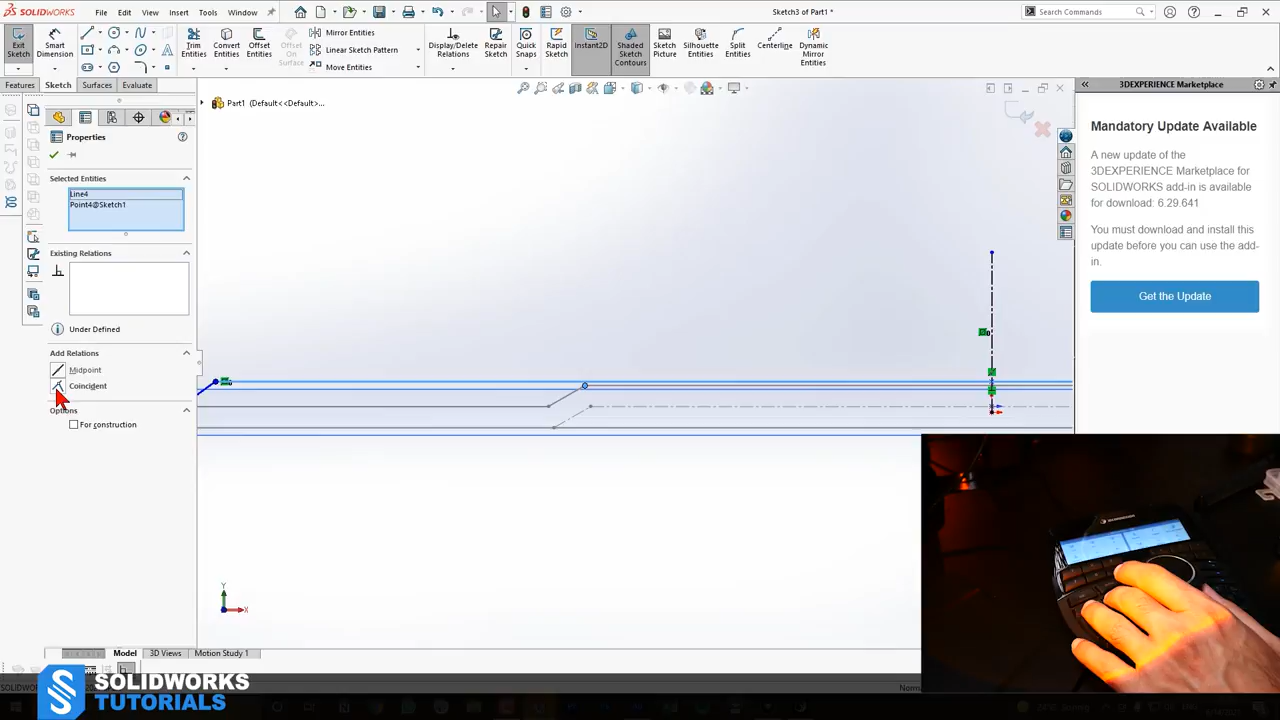 SOLIDWORKS
File
Edit
View
Insert
Tools
Window
Sketch3 of Part1 *
Search Commands
Exit Sketch
Smart Dimension
Trim Entities
Convert Entities
Offset Entities
Offset On Surface
Mirror Entities
Linear Sketch Pattern
Move Entities
Display/Delete Relations
Repair Sketch
Quick Snaps
Rapid Sketch
Instant2D
Shaded Sketch Contours
Sketch Picture
Silhouette Entities
Split Entities
Centerline
Dynamic Mirror Entities
Features
Sketch
Surfaces
Evaluate
Part1 (Default<<Default>...
3DEXPERIENCE Marketplace
Properties
Selected Entities
Line4
Point4@Sketch1
Existing Relations
Under Defined
Add Relations
Midpoint
Coincident
Options
For construction
Mandatory Update Available
A new update of the
3DEXPERIENCE Marketplace for
SOLIDWORKS add-in is available
for download: 6.29.641
You must download and install this
update before you can use the add-
in.
Get the Update
Y
X
Model
3D Views
Motion Study 1
SOLIDWORKS
TUTORIALS